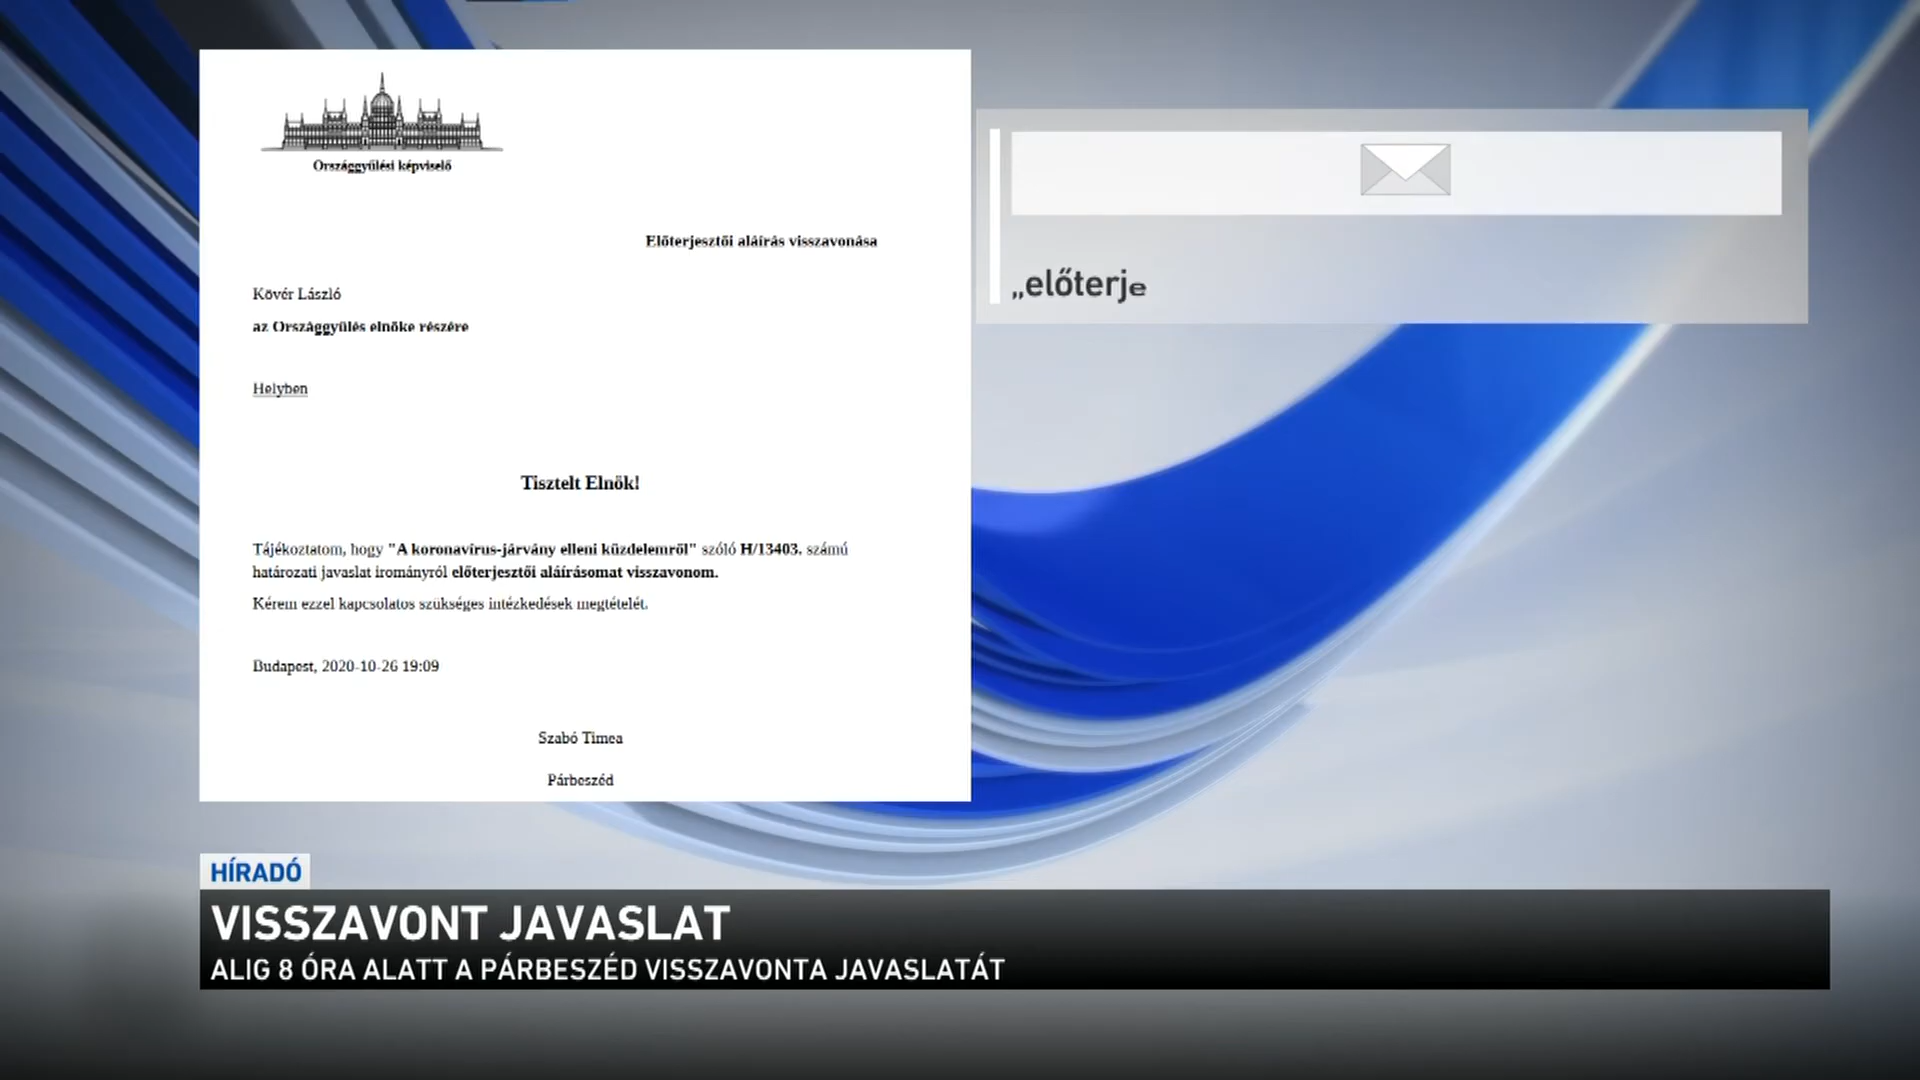 Országgyűlési képviselő
Előterjesztői aláírás visszavonása
Kövér László
az Országgyűlés elnöke részére
Helyben
Tisztelt Elnök!
Tájékoztatom, hogy "A koronavírus-járvány elleni küzdelemről" szóló H/13403. számú
határozati javaslat irományról előterjesztői aláírásomat visszavonom.
Kérem ezzel kapcsolatos szükséges intézkedések megtételét.
Budapest, 2020-10-26 19:09
Szabó Timea
Párbeszéd
„előterje
HÍRADÓ
VISSZAVONT JAVASLAT
ALIG 8 ÓRA ALATT A PÁRBESZÉD VISSZAVONTA JAVASLATÁT